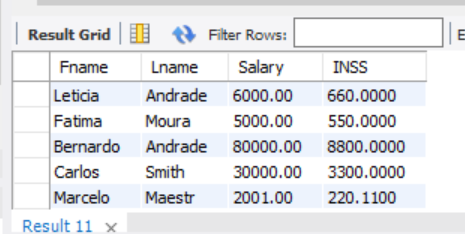 Result Grid Filter Rows: E
Fname Lname Salary INSS
Leticia Andrade 6000.00 660.0000
Fatima Moura 5000.00 550.0000
Bernardo Andrade 80000.00 8800.0000
Carlos Smith 30000.00 3300.0000
Marcelo Maestr 2001.00 220.1100
Result 11 ×